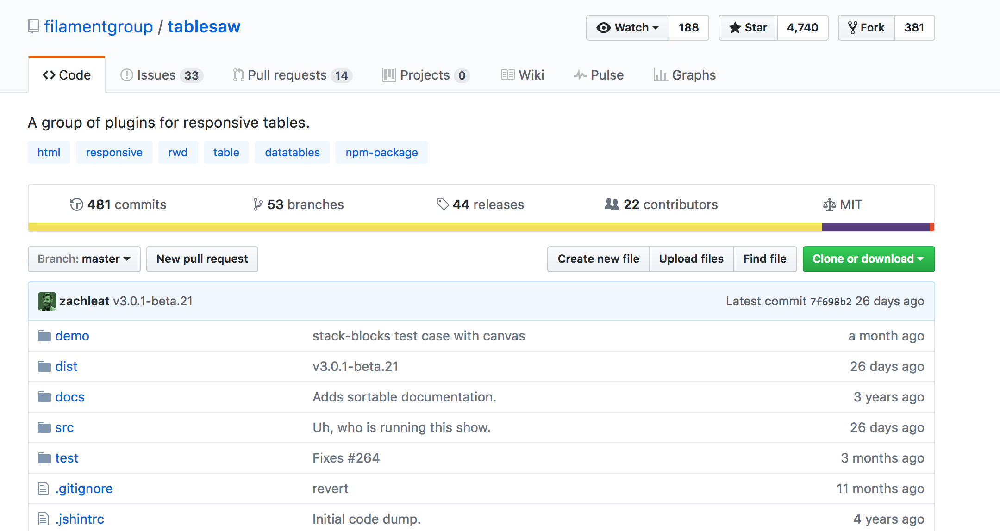 filamentgroup / tablesaw Watch 188 Star 4,740 Fork 381
Code Issues 33 Pull requests 14 Projects 0 Wiki Pulse Graphs
A group of plugins for responsive tables.
html responsive rwd table datatables npm-package
481 commits 53 branches 44 releases 22 contributors MIT
Branch: master New pull request Create new file Upload files Find file Clone or download
zachleat v3.0.1-beta.21 Latest commit 7f698b2 26 days ago
demo stack-blocks test case with canvas a month ago
dist v3.0.1-beta.21 26 days ago
docs Adds sortable documentation. 3 years ago
src Uh, who is running this show. 26 days ago
test Fixes #264 3 months ago
.gitignore revert 11 months ago
.jshintrc Initial code dump. 4 years ago